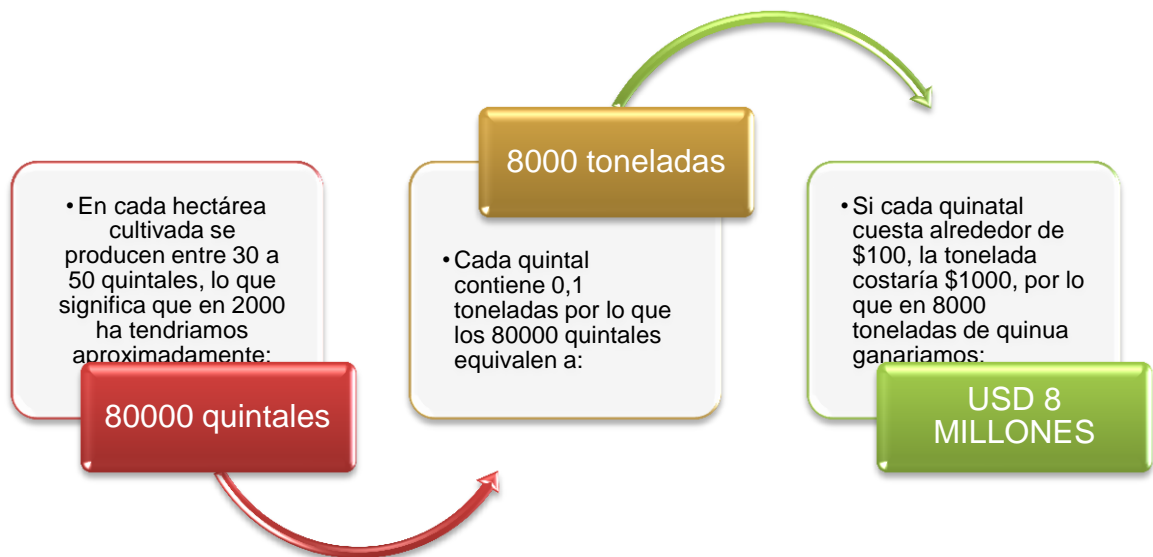 • En cada hectárea
cultivada se
producen entre 30 a
50 quintales, lo que
significa que en 2000
ha tendriamos
aproximadamente:
80000 quintales
8000 toneladas
• Cada quintal
contiene 0,1
toneladas por lo que
los 80000 quintales
equivalen a:
• Si cada quinatal
cuesta alrededor de
$100, la tonelada
costaría $1000, por lo
que en 8000
toneladas de quinua
ganariamos:
USD 8
MILLONES